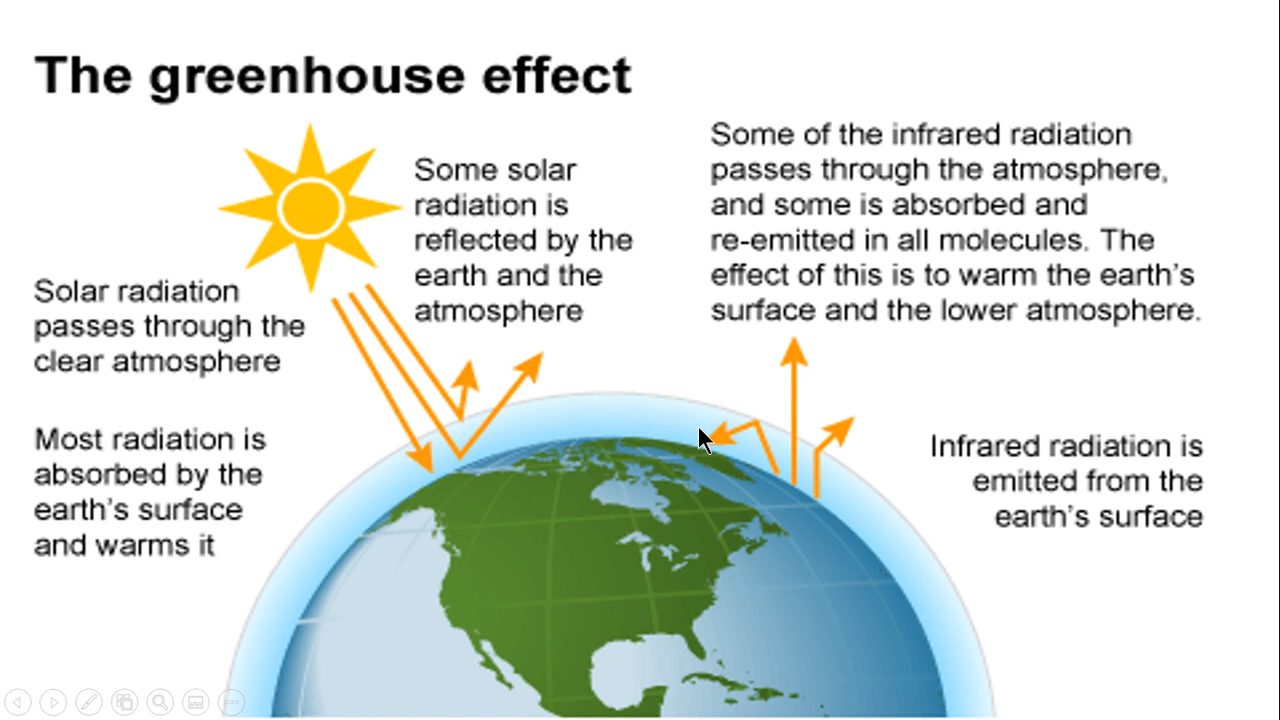 The greenhouse effect
Solar radiation
passes through the
clear atmosphere
Some solar
radiation is
reflected by the
earth and the
atmosphere
Some of the infrared radiation
passes through the atmosphere,
and some is absorbed and
re-emitted in all molecules. The
effect of this is to warm the earth’s
surface and the lower atmosphere.
Most radiation is
absorbed by the
earth’s surface
and warms it
Infrared radiation is
emitted from the
earth’s surface